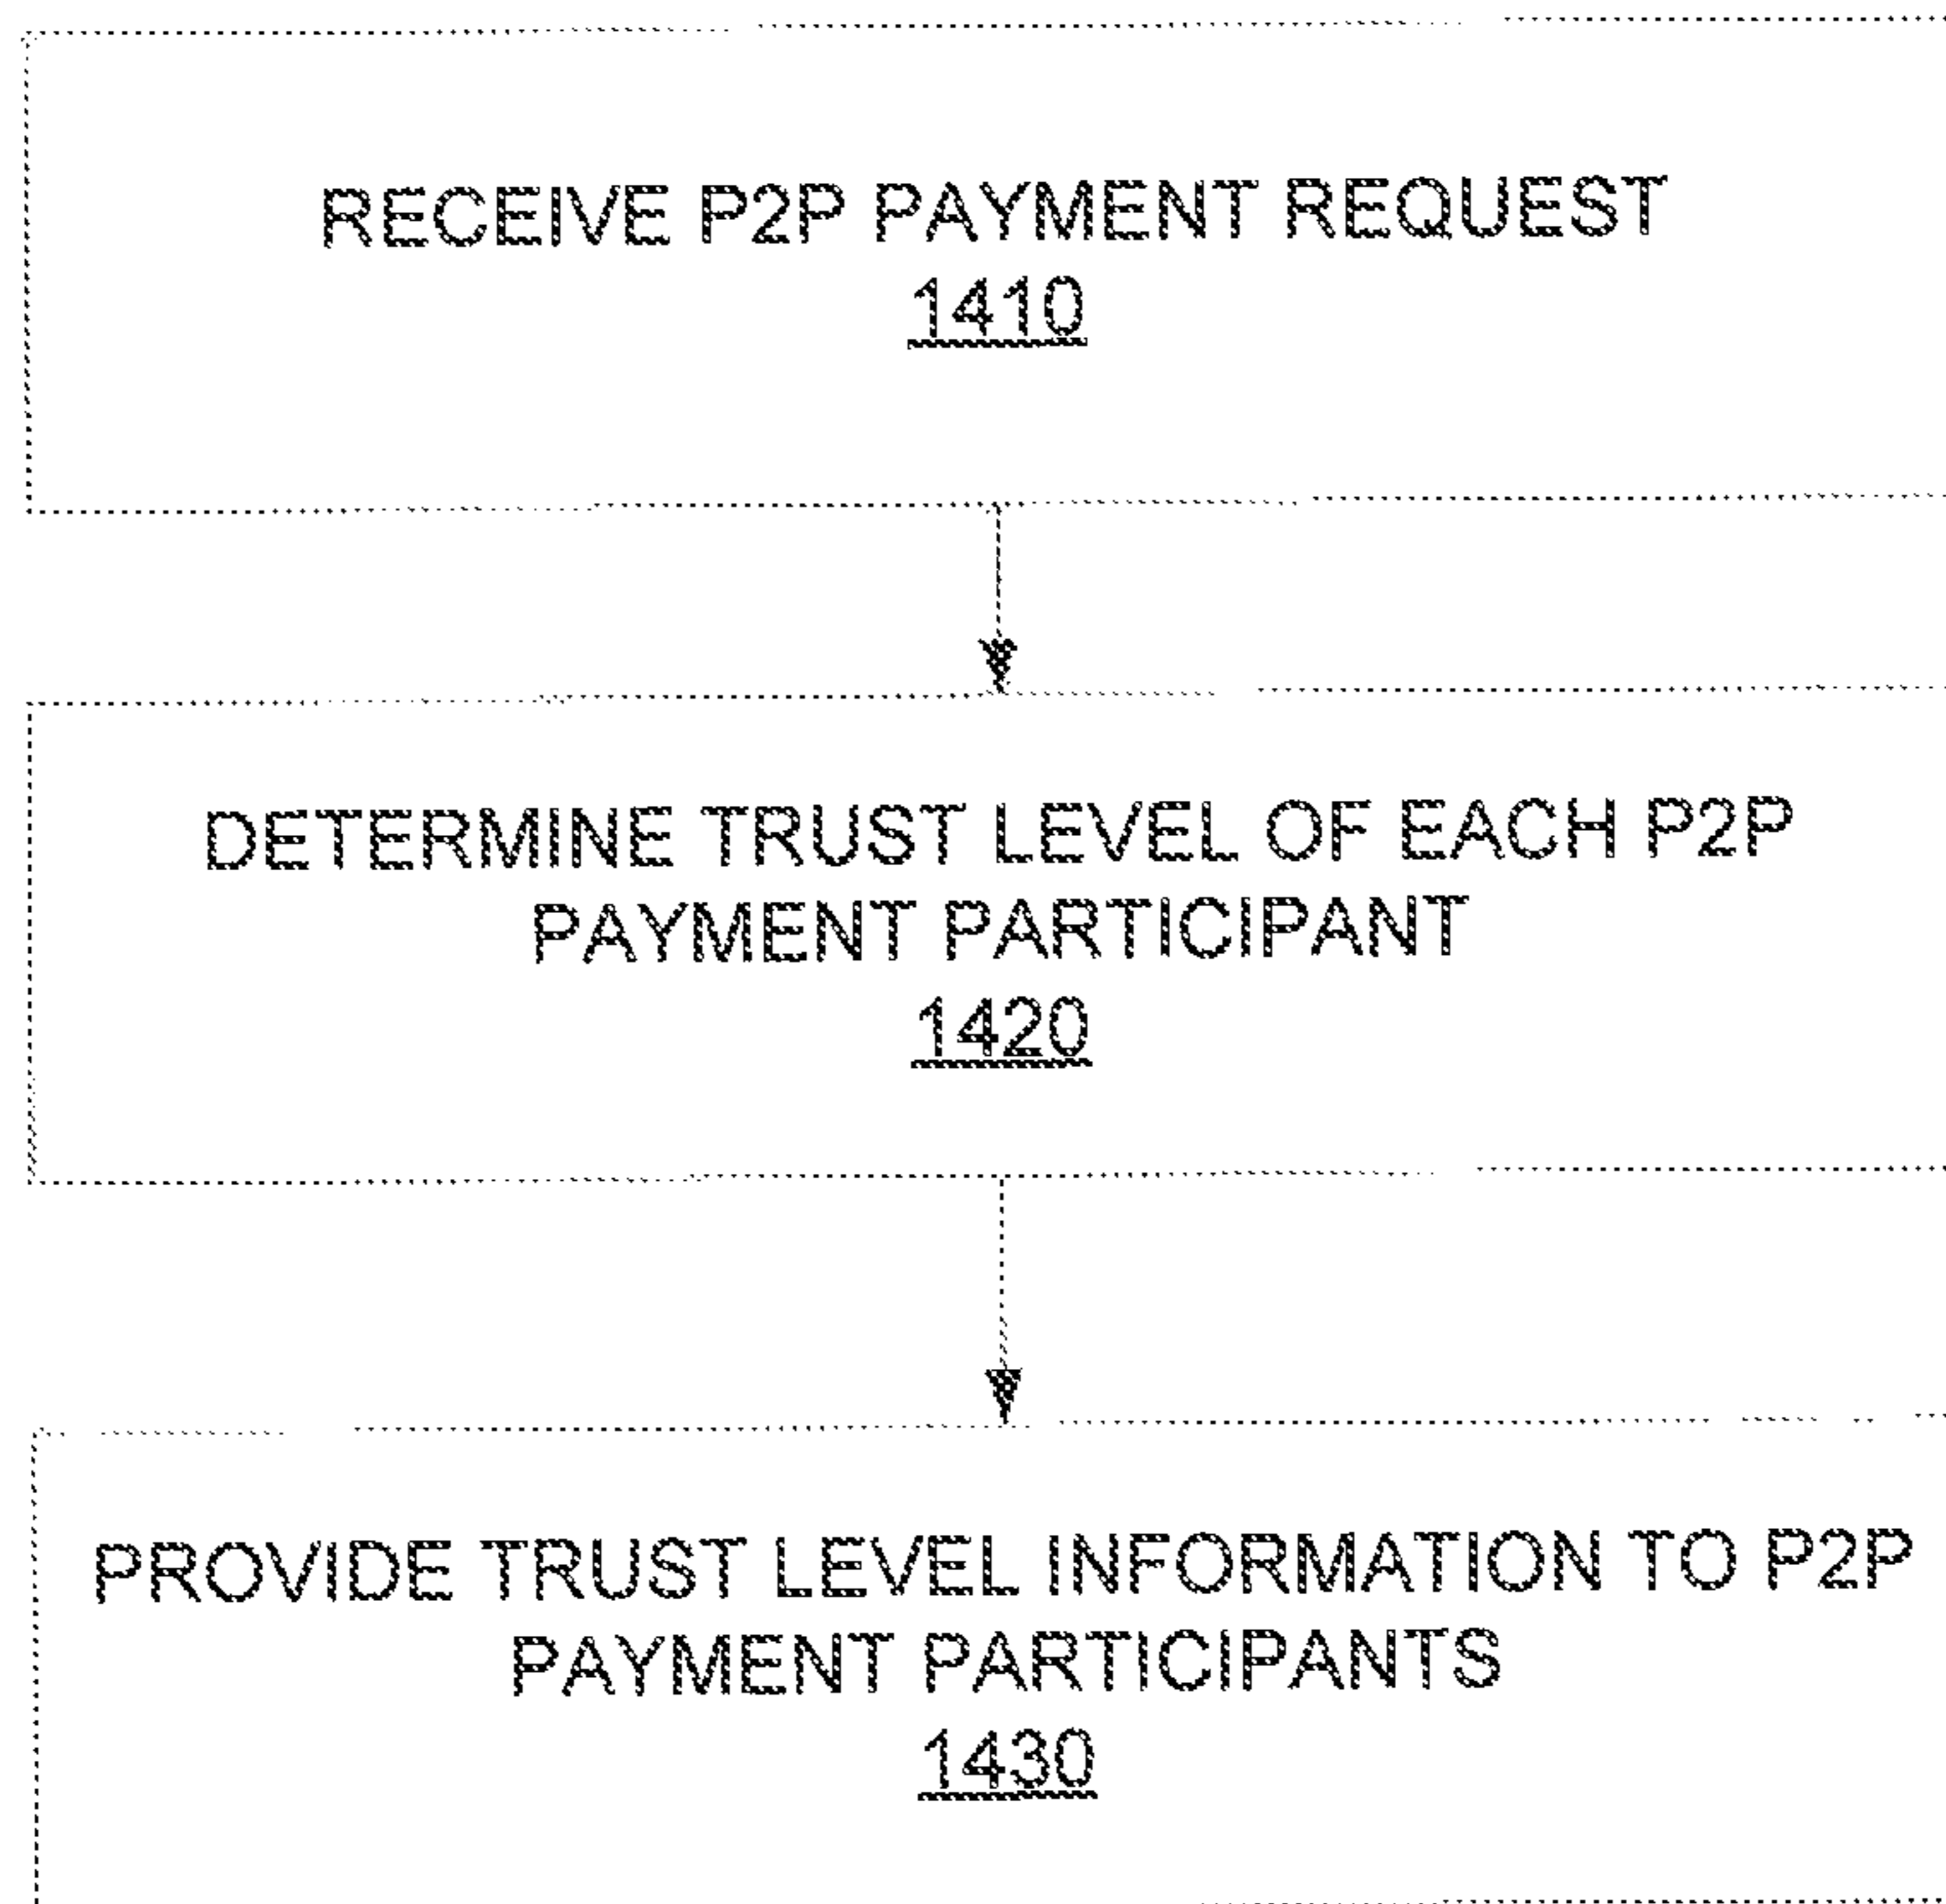 RECEIVE P2P PAYMENT REQUEST
1410
DETERMINE TRUST LEVEL OF EACH P2P
PAYMENT PARTICIPANT
1420
PROVIDE TRUST LEVEL INFORMATION TO P2P
PAYMENT PARTICIPANTS
1430